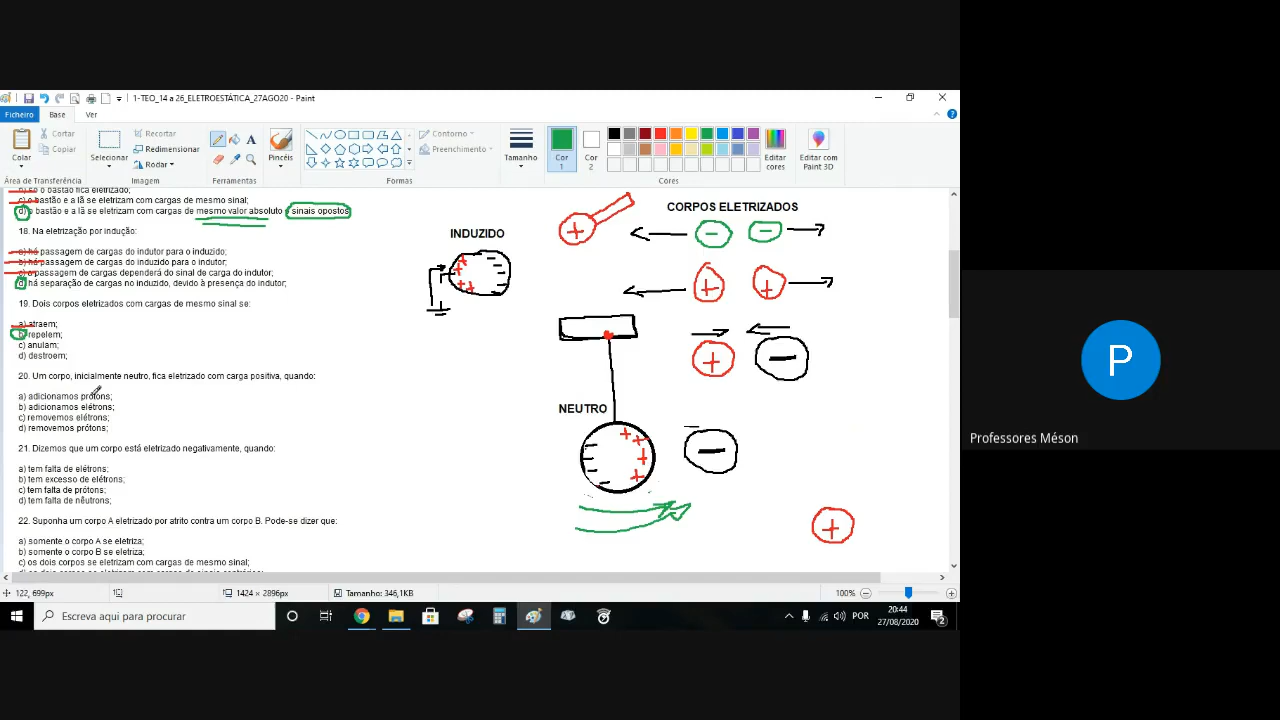 1-TEO_14 a 26_ELETROESTÁTICA_27AGO20 - Paint
Ficheiro Base Ver
Colar
Cortar
Copiar
Área de Transferência
Selecionar
Recortar
Redimensionar
Rodar
Imagem
A
Ferramentas
Pincéis
Contorno
Preenchimento
Formas
Tamanho
Cor 1
Cor 2
Editar cores
Editar com Paint 3D
Cores
b) só o bastão fica eletrizado;
c) o bastão e a lã se eletrizam com cargas de mesmo sinal;
d) o bastão e a lã se eletrizam com cargas de mesmo valor absoluto e sinais opostos
18. Na eletrização por indução:
a) há passagem de cargas do indutor para o induzido;
b) há passagem de cargas do induzido para o indutor;
c) a passagem de cargas dependerá do sinal de carga do indutor;
d) há separação de cargas no induzido, devido à presença do indutor;
19. Dois corpos eletrizados com cargas de mesmo sinal se:
a) atraem;
b) repelem;
c) anulam;
d) destroem;
20. Um corpo, inicialmente neutro, fica eletrizado com carga positiva, quando:
a) adicionamos prótons;
b) adicionamos elétrons;
c) removemos elétrons;
d) removemos prótons;
21. Dizemos que um corpo está eletrizado negativamente, quando:
a) tem falta de elétrons;
b) tem excesso de elétrons;
c) tem falta de prótons;
d) tem falta de nêutrons;
22. Suponha um corpo A eletrizado por atrito contra um corpo B. Pode-se dizer que:
a) somente o corpo A se eletriza;
b) somente o corpo B se eletriza;
c) os dois corpos se eletrizam com cargas de mesmo sinal;
INDUZIDO
CORPOS ELETRIZADOS
NEUTRO
122, 699px
1424 × 2896px
Tamanho: 346,1KB
100%
Escreva aqui para procurar
POR
20:44
27/08/2020
2
P
Professores Méson